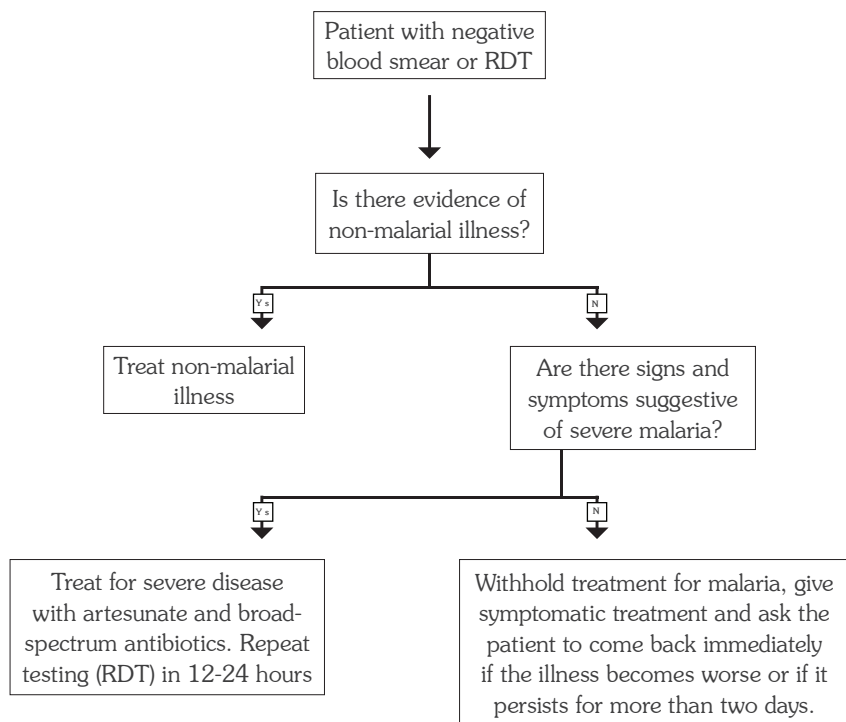 Patient with negative
blood smear or RDT
Is there evidence of
non-malarial illness?
Y s
N
Treat non-malarial
illness
Are there signs and
symptoms suggestive
of severe malaria?
Y s
N
Treat for severe disease
with artesunate and broad-
spectrum antibiotics. Repeat
testing (RDT) in 12-24 hours
Withhold treatment for malaria, give
symptomatic treatment and ask the
patient to come back immediately
if the illness becomes worse or if it
persists for more than two days.